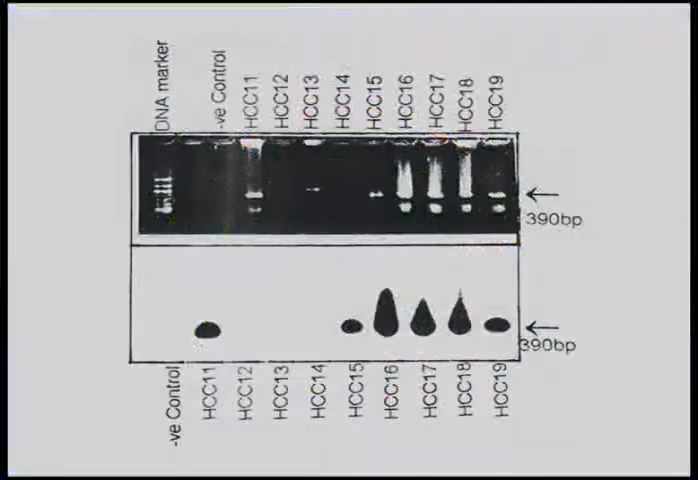 DNA marker
-ve Control
HCC11
HCC12
HCC13
HCC14
HCC15
HCC16
HCC17
HCC18
HCC19
390bp
390bp
-ve Control
HCC11
HCC12
HCC13
HCC14
HCC15
HCC16
HCC17
HCC18
HCC19